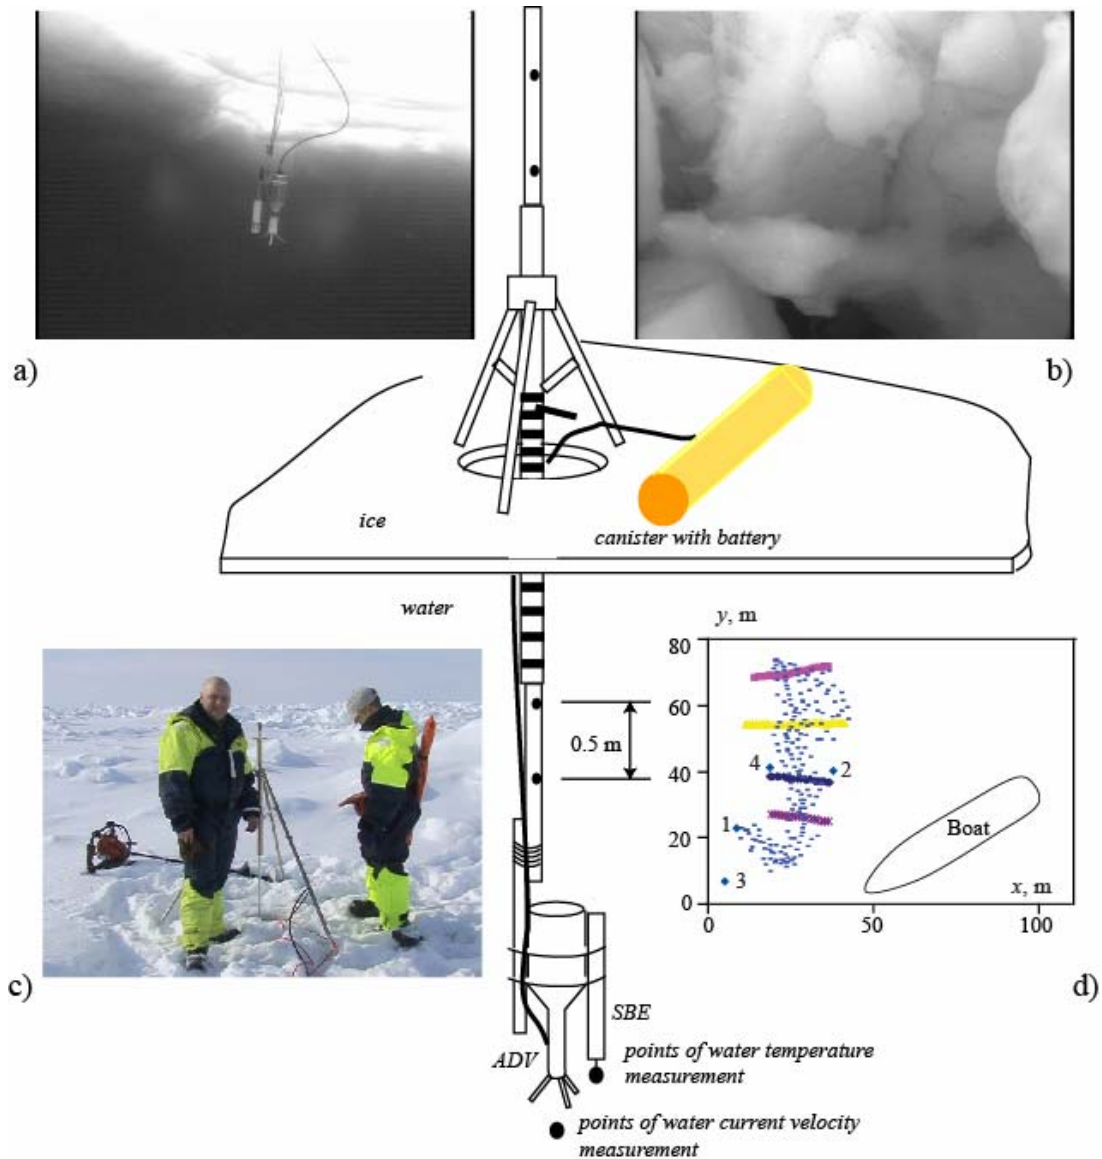 a)
b)
ice
canister with battery
water
y, m
80
60
0.5 m
4
2
40
1
Boat
20
3
x, m
0
0
50
100
c)
d)
SBE
ADV
points of water temperature
measurement
points of water current velocity
measurement